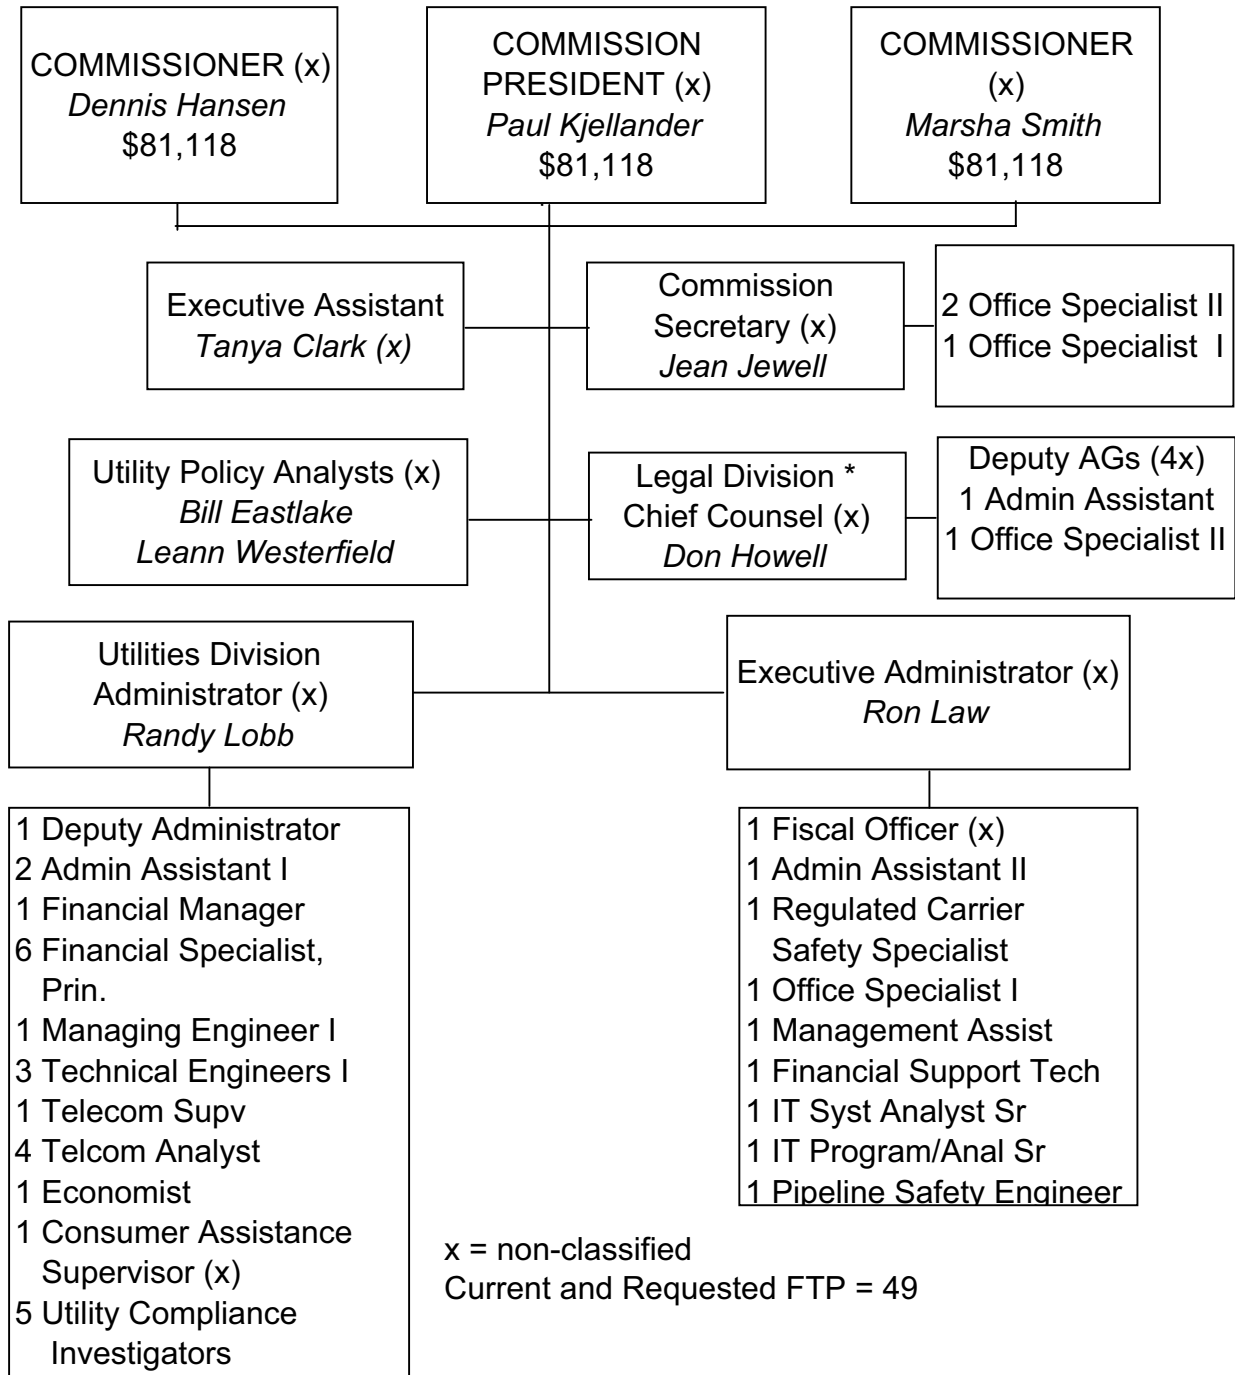 COMMISSIONER (x)
Dennis Hansen
$81,118
COMMISSION
PRESIDENT (x)
Paul Kjellander
$81,118
COMMISSIONER
(x)
Marsha Smith
$81,118
Executive Assistant
Tanya Clark (x)
Commission
Secretary (x)
Jean Jewell
2 Office Specialist II
1 Office Specialist I
Utility Policy Analysts (x)
Bill Eastlake
Leann Westerfield
Legal Division *
Chief Counsel (x)
Don Howell
Deputy AGs (4x)
1 Admin Assistant
1 Office Specialist II
Utilities Division
Administrator (x)
Randy Lobb
Executive Administrator (x)
Ron Law
1 Deputy Administrator
2 Admin Assistant I
1 Financial Manager
6 Financial Specialist,
Prin.
1 Managing Engineer I
3 Technical Engineers I
1 Telecom Supv
4 Telcom Analyst
1 Economist
1 Consumer Assistance
Supervisor (x)
5 Utility Compliance
Investigators
1 Fiscal Officer (x)
1 Admin Assistant II
1 Regulated Carrier
Safety Specialist
1 Office Specialist I
1 Management Assist
1 Financial Support Tech
1 IT Syst Analyst Sr
1 IT Program/Anal Sr
1 Pipeline Safety Engineer
x = non-classified
Current and Requested FTP = 49